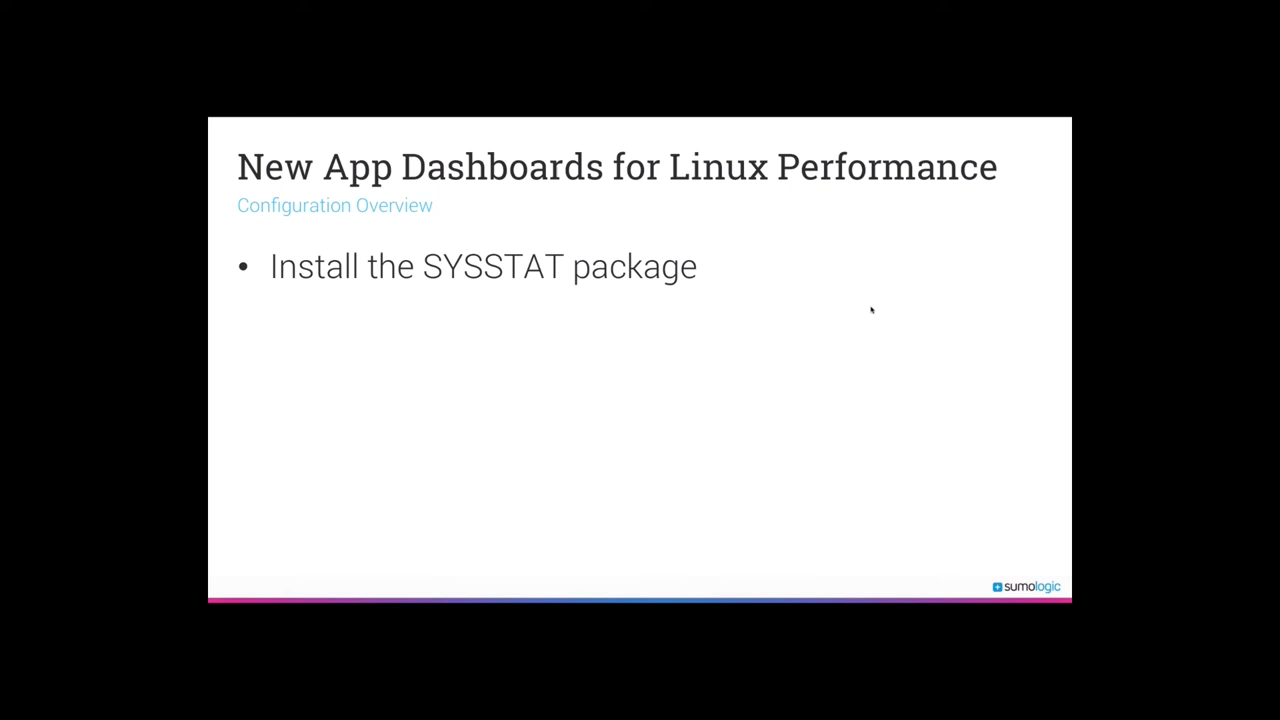 New App Dashboards for Linux Performance
Configuration Overview
• Install the SYSSTAT package
sumologic